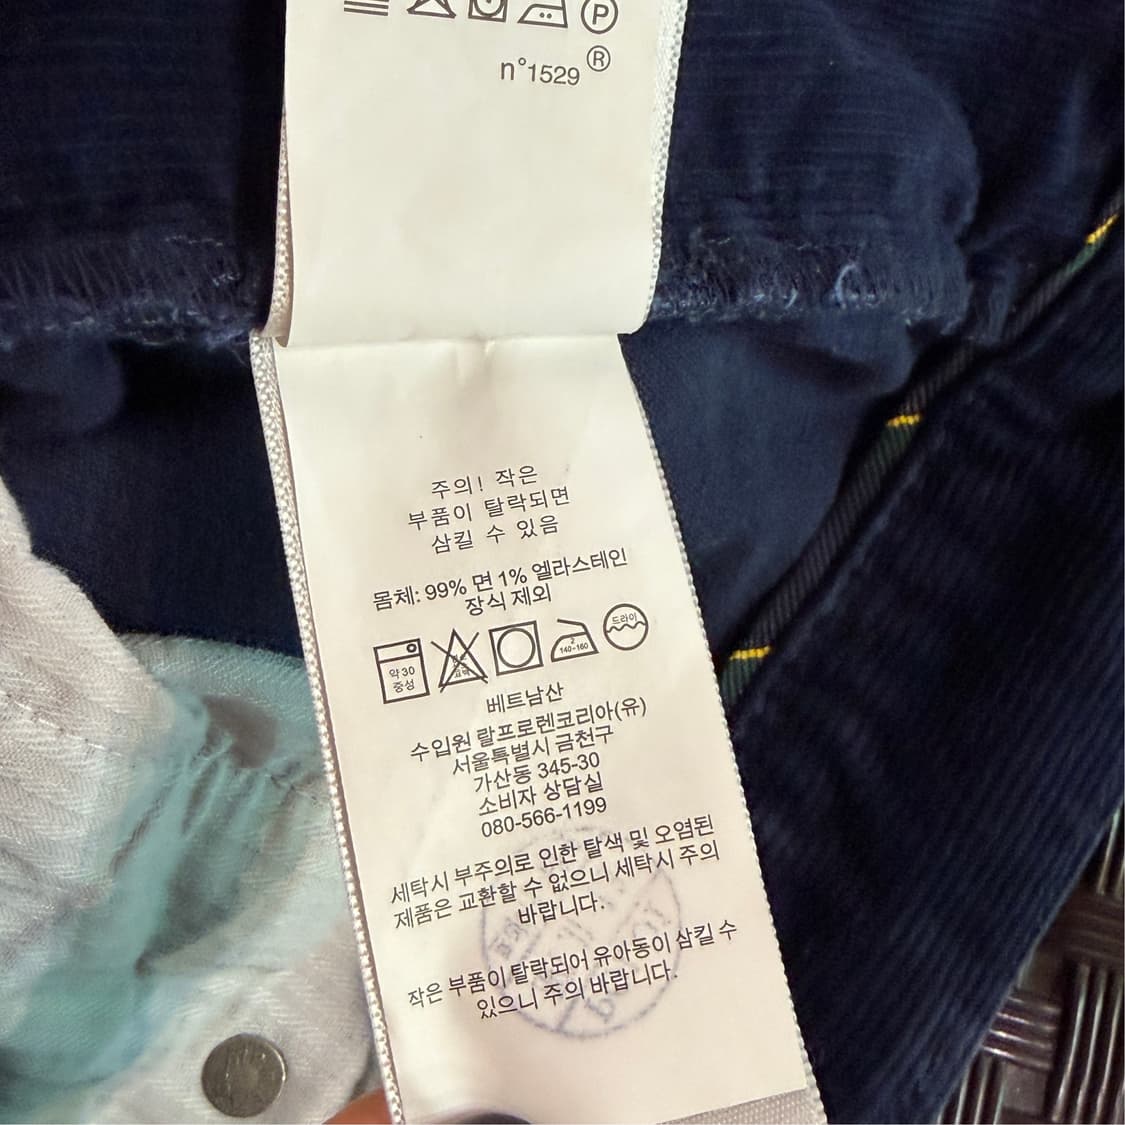 P
n°1529 ®
주의! 작은
부품이 탈락되면
삼킬 수 있음
몸체: 99% 면 1% 엘라스테인
장식 제외
약30
중성
2
140-160
드라이
베트남산
수입원 랄프로렌코리아(유)
서울특별시 금천구
가산동 345-30
소비자 상담실
080-566-1199
세탁시 부주의로 인한 탈색 및 오염된
제품은 교환할 수 없으니 세탁시 주의
바랍니다.
작은 부품이 탈락되어 유아동이 삼킬 수
있으니 주의 바랍니다.